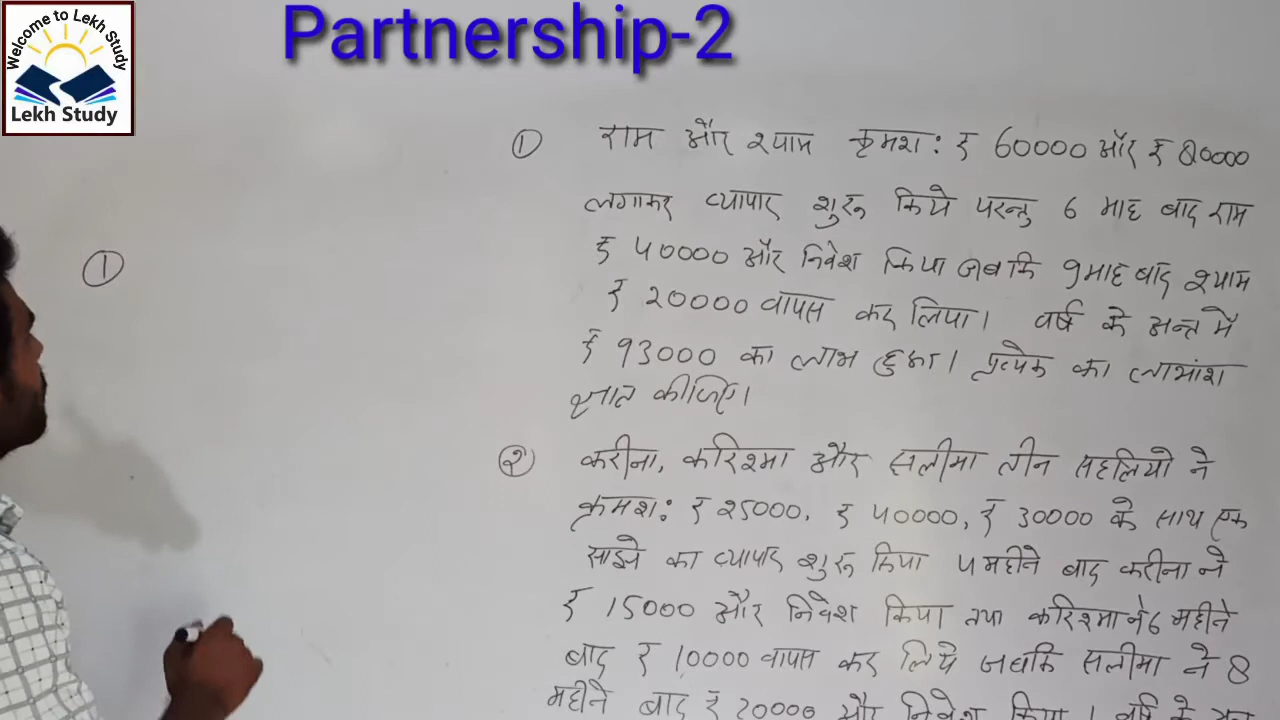 Partnership-2
Welcome to Lekh Study
Lekh Study
① राम और श्याम क्रमशः ₹ 60000 और ₹ 80000
लगाकर व्यापार शुरू किये परन्तु 6 माह बाद राम
₹ 40000 और निवेश किया जबकि 9 माह बाद श्याम
₹ 20000 वापस कर लिया। वर्ष के अन्त में
₹ 93000 का लाभ हुआ। प्रत्येक का लाभांश
ज्ञात कीजिए।
①
② करीना, करिश्मा और सलीमा तीन सहलियो ने
क्रमशः ₹ 25000, ₹ 40000, ₹ 30000 के साथ एक
साझे का व्यापार शुरू किया 4 महीने बाद करीना ने
₹ 15000 और निवेश किया तथा करिश्मा ने 6 महीने
बाद ₹ 10000 वापस कर लिये जबकि सलीमा ने 8
महीने बाद ₹ 20000 और निवेश किया। वर्ष के